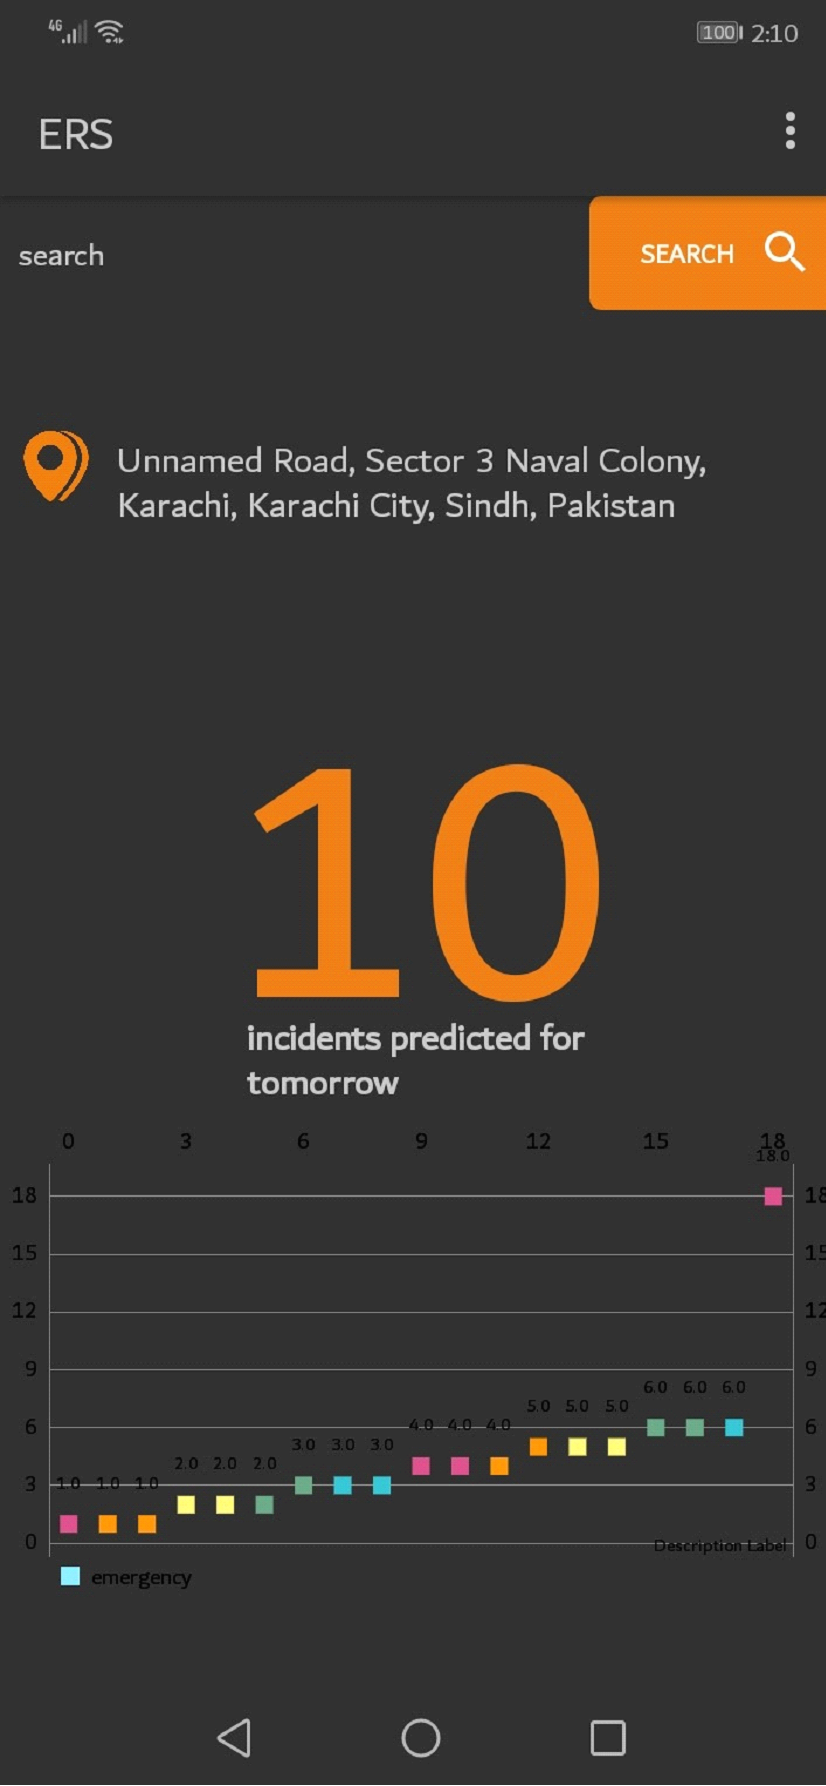 4G 100 2:10
ERS
search SEARCH
Unnamed Road, Sector 3 Naval Colony,
Karachi, Karachi City, Sindh, Pakistan
10
incidents predicted for
tomorrow
0 3 6 9 12 15 18
18.0
18 18
15 15
12 12
9 9
6.0 6.0 6.0
5.0 5.0 5.0
6 4.0 4.0 4.0 6
3.0 3.0 3.0
2.0 2.0 2.0
3 1.0 1.0 1.0 3
0 Description Label 0
emergency